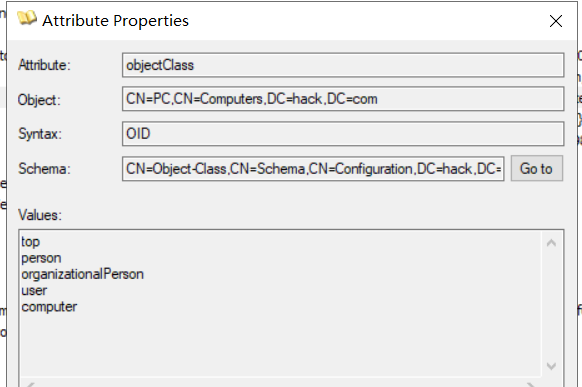 Attribute Properties
Attribute: objectClass
Object: CN=PC,CN=Computers,DC=hack,DC=com
Syntax: OID
Schema: CN=Object-Class,CN=Schema,CN=Configuration,DC=hack,DC= Go to
Values:
top
person
organizationalPerson
user
computer